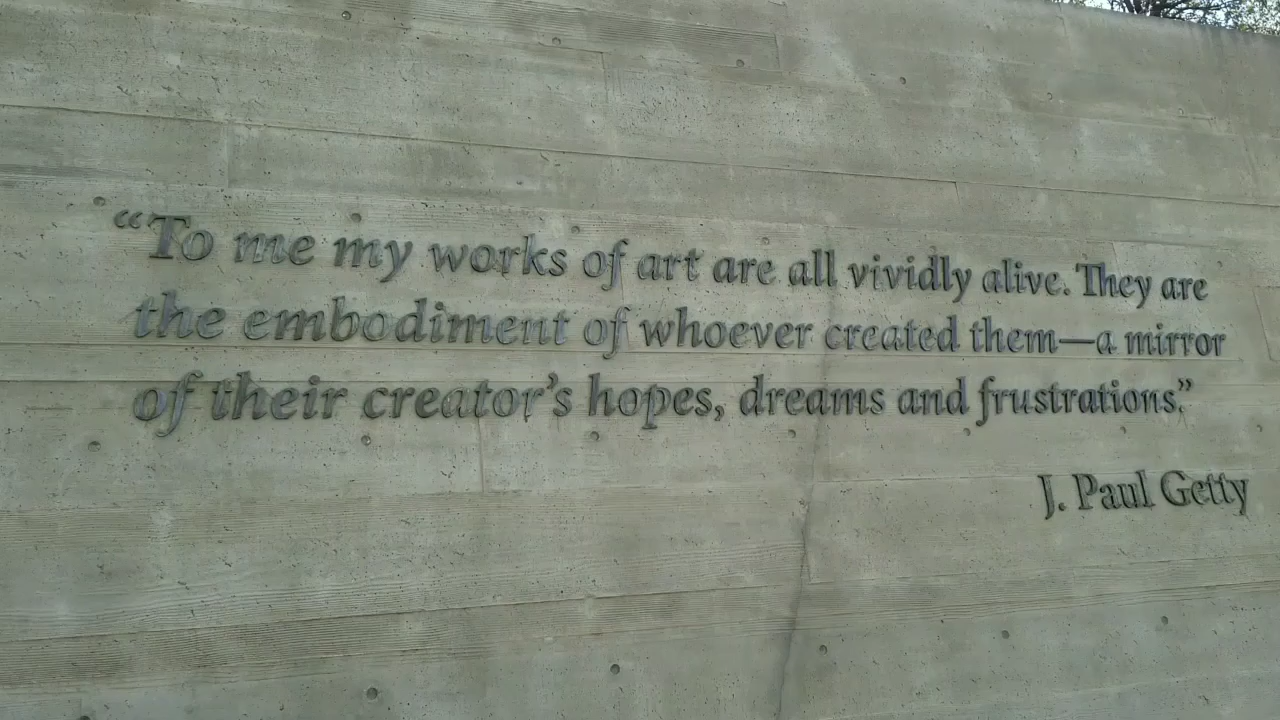 “To me my works of art are all vividly alive. They are
the embodiment of whoever created them—a mirror
of their creator’s hopes, dreams and frustrations.”
J. Paul Getty